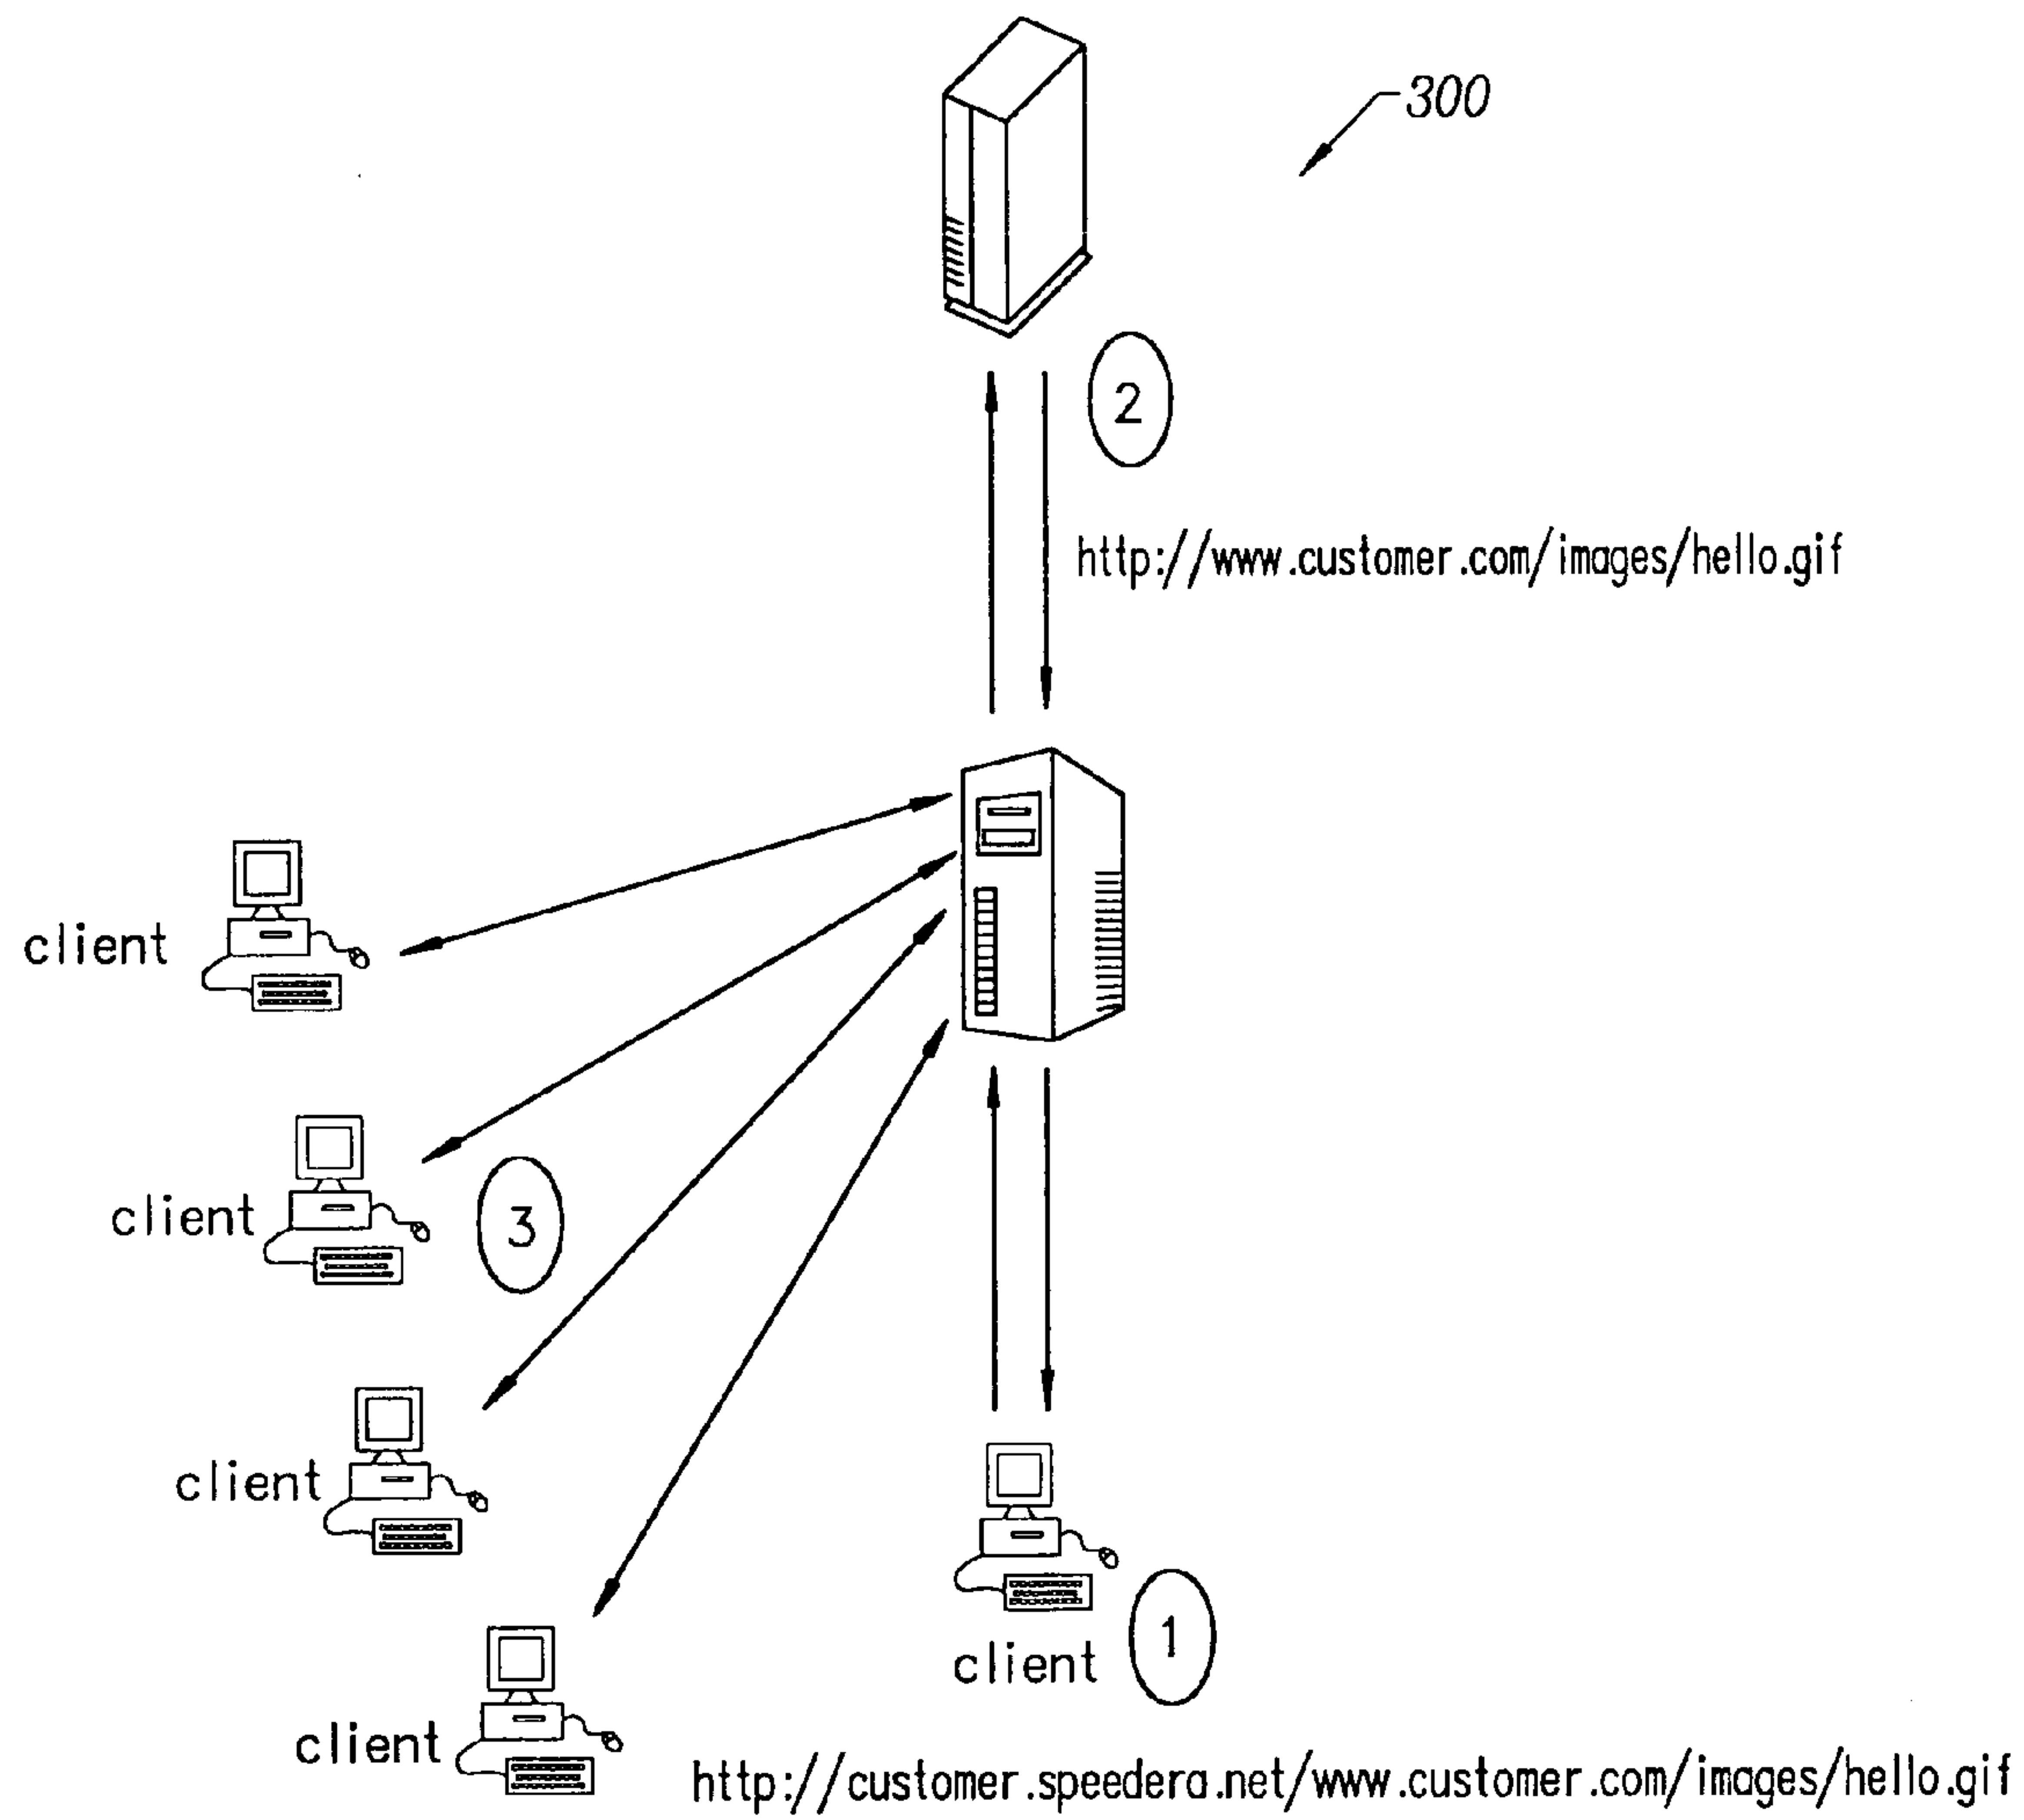 300
2
http://www.customer.com/images/hello.gif
client
client
3
client
client
1
client
http://customer.speedera.net/www.customer.com/images/hello.gif